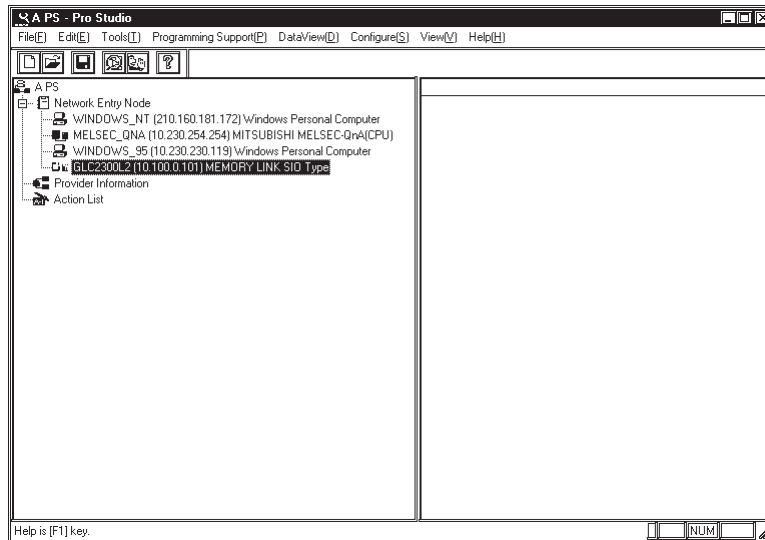 A PS - Pro Studio
File(F) Edit(E) Tools(T) Programming Support(P) DataView(D) Configure(S) View(V) Help(H)
A PS
Network Entry Node
WINDOWS_NT (210.160.181.172) Windows Personal Computer
MELSEC_QNA (10.230.254.254) MITSUBISHI MELSEC-QnA(CPU)
WINDOWS_95 (10.230.230.119) Windows Personal Computer
GLC2300L2 (10.100.0.101) MEMORY LINK SIO Type
Provider Information
Action List
Help is [F1] key.
NUM